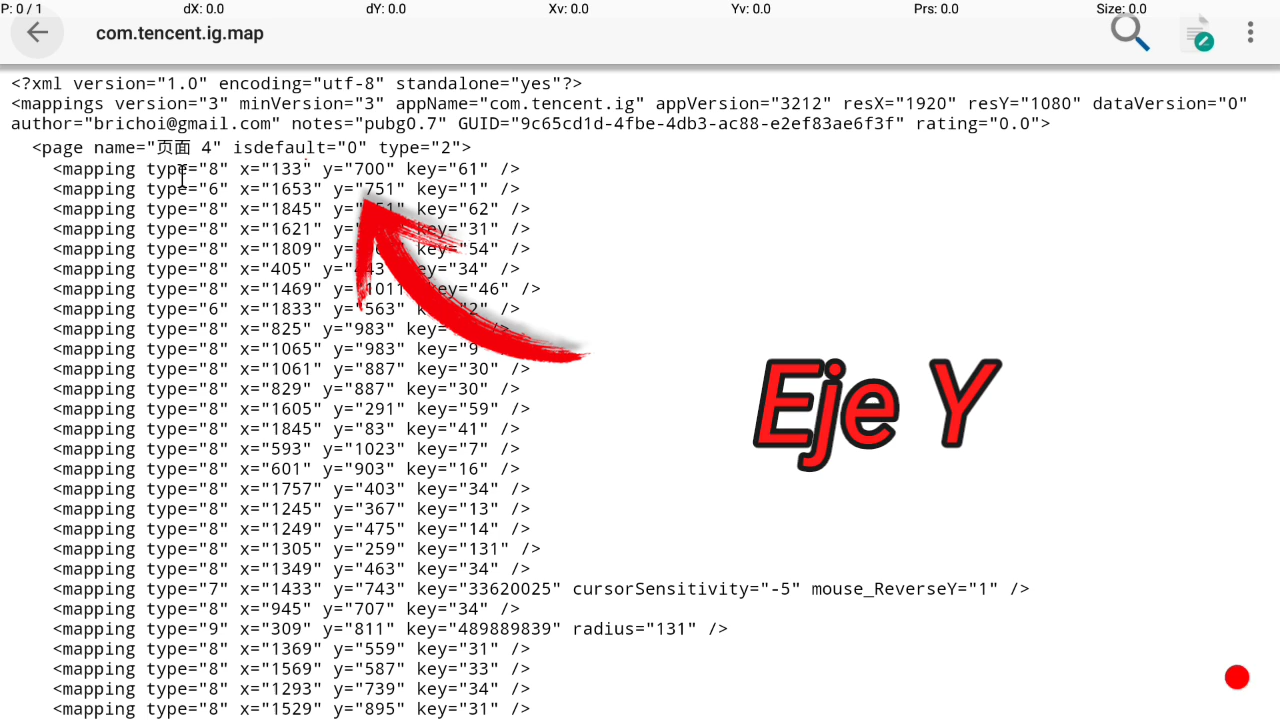 P: 0 / 1 dX: 0.0 dY: 0.0 Xv: 0.0 Yv: 0.0 Prs: 0.0 Size: 0.0
com.tencent.ig.map
<?xml version="1.0" encoding="utf-8" standalone="yes"?>
<mappings version="3" minVersion="3" appName="com.tencent.ig" appVersion="3212" resX="1920" resY="1080" dataVersion="0"
author="brichoi@gmail.com" notes="pubg0.7" GUID="9c65cd1d-4fbe-4db3-ac88-e2ef83ae6f3f" rating="0.0">
<page name="页面 4" isdefault="0" type="2">
<mapping type="8" x="133" y="700" key="61" />
<mapping type="6" x="1653" y="751" key="1" />
<mapping type="8" x="1845" key="62" />
<mapping type="8" x="1621" key="31" />
<mapping type="8" x="1809" key="54" />
<mapping type="8" x="405" key="34" />
<mapping type="8" x="1469" y="1011" key="46" />
<mapping type="6" x="1833" y="563" "2" />
<mapping type="8" x="825" y="983" key=
<mapping type="8" x="1065" y="983" key="9
<mapping type="8" x="1061" y="887" key="30" />
<mapping type="8" x="829" y="887" key="30" />
<mapping type="8" x="1605" y="291" key="59" />
<mapping type="8" x="1845" y="83" key="41" />
<mapping type="8" x="593" y="1023" key="7" />
<mapping type="8" x="601" y="903" key="16" />
<mapping type="8" x="1757" y="403" key="34" />
<mapping type="8" x="1245" y="367" key="13" />
<mapping type="8" x="1249" y="475" key="14" />
<mapping type="8" x="1305" y="259" key="131" />
<mapping type="8" x="1349" y="463" key="34" />
<mapping type="7" x="1433" y="743" key="33620025" cursorSensitivity="-5" mouse_ReverseY="1" />
<mapping type="8" x="945" y="707" key="34" />
<mapping type="9" x="309" y="811" key="489889839" radius="131" />
<mapping type="8" x="1369" y="559" key="31" />
<mapping type="8" x="1569" y="587" key="33" />
<mapping type="8" x="1293" y="739" key="34" />
<mapping type="8" x="1529" y="895" key="31" />
Eje Y